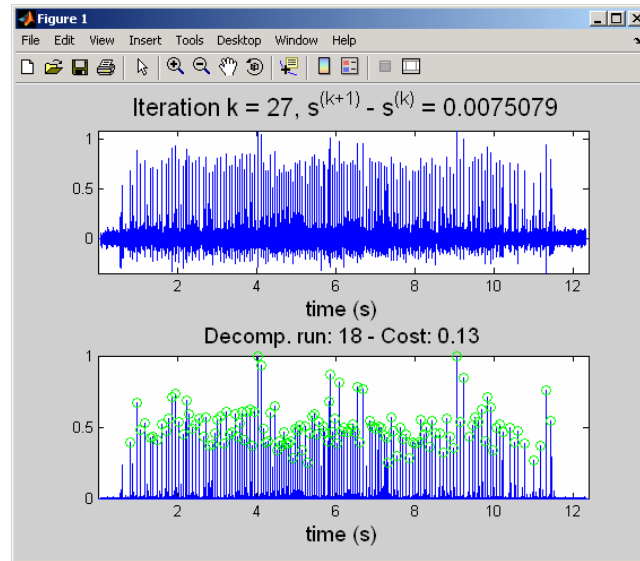 Figure 1
File Edit View Insert Tools Desktop Window Help
Iteration k = 27, s^(k+1) - s^(k) = 0.0075079
1
0.5
0
2 4 6 8 10 12
time (s)
Decomp. run: 18 - Cost: 0.13
1
0.5
0
2 4 6 8 10 12
time (s)